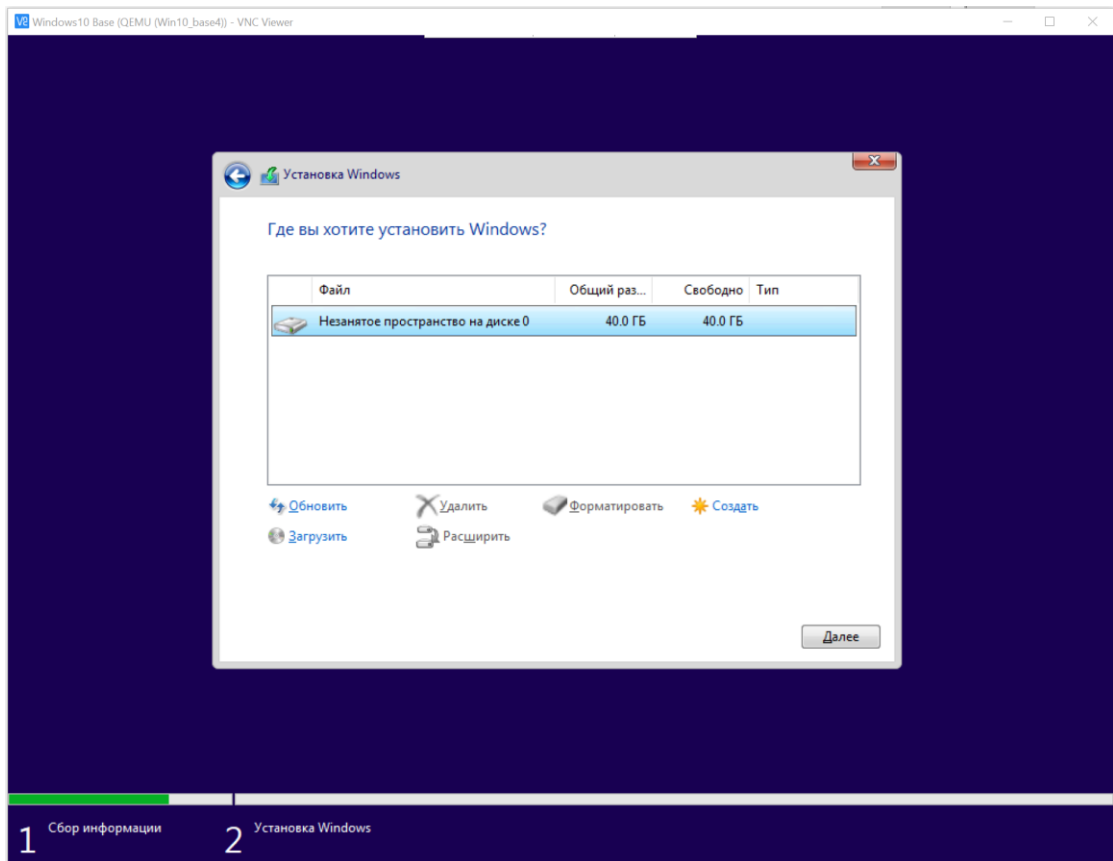 Windows10 Base (QEMU (Win10_base4)) - VNC Viewer
Установка Windows
Где вы хотите установить Windows?
Файл Общий раз... Свободно Тип
Незанятое пространство на диске 0 40.0 ГБ 40.0 ГБ
Обновить Удалить Форматировать Создать
Загрузить Расширить
Далее
1 Сбор информации 2 Установка Windows